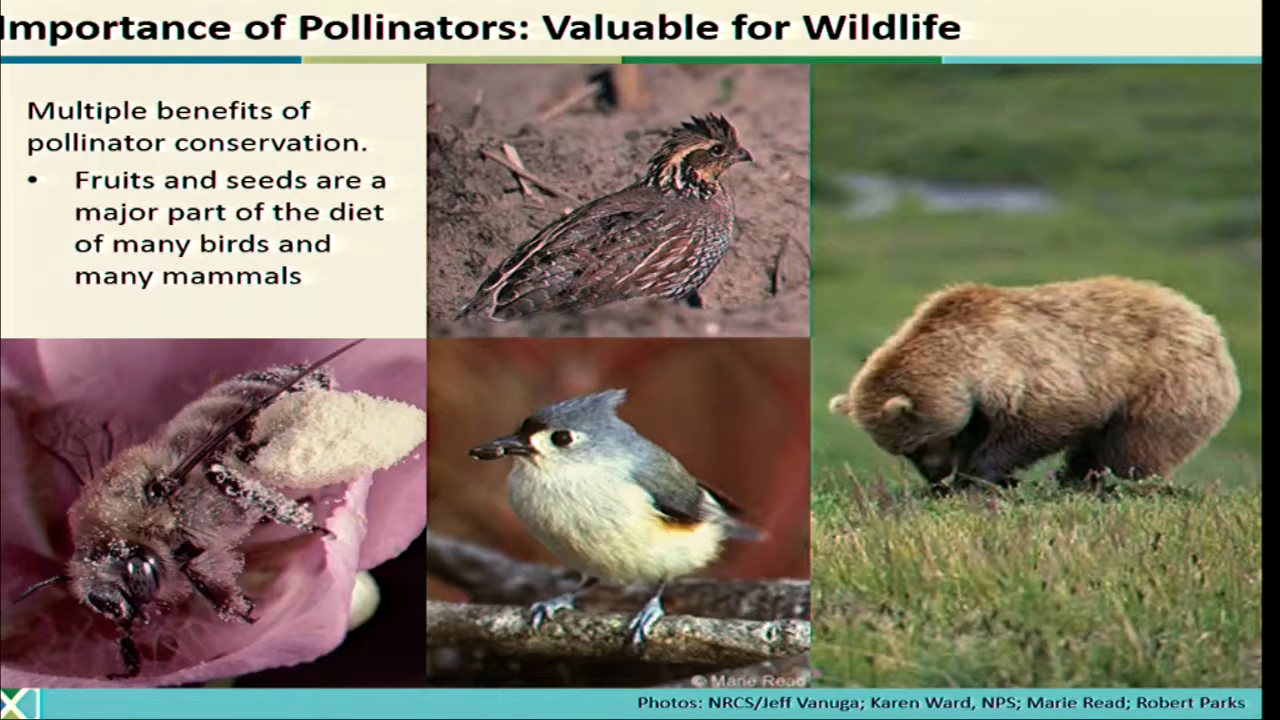 Importance of Pollinators: Valuable for Wildlife
Multiple benefits of
pollinator conservation.
• Fruits and seeds are a
major part of the diet
of many birds and
many mammals
© Marie Read
Photos: NRCS/Jeff Vanuga; Karen Ward, NPS; Marie Read; Robert Parks